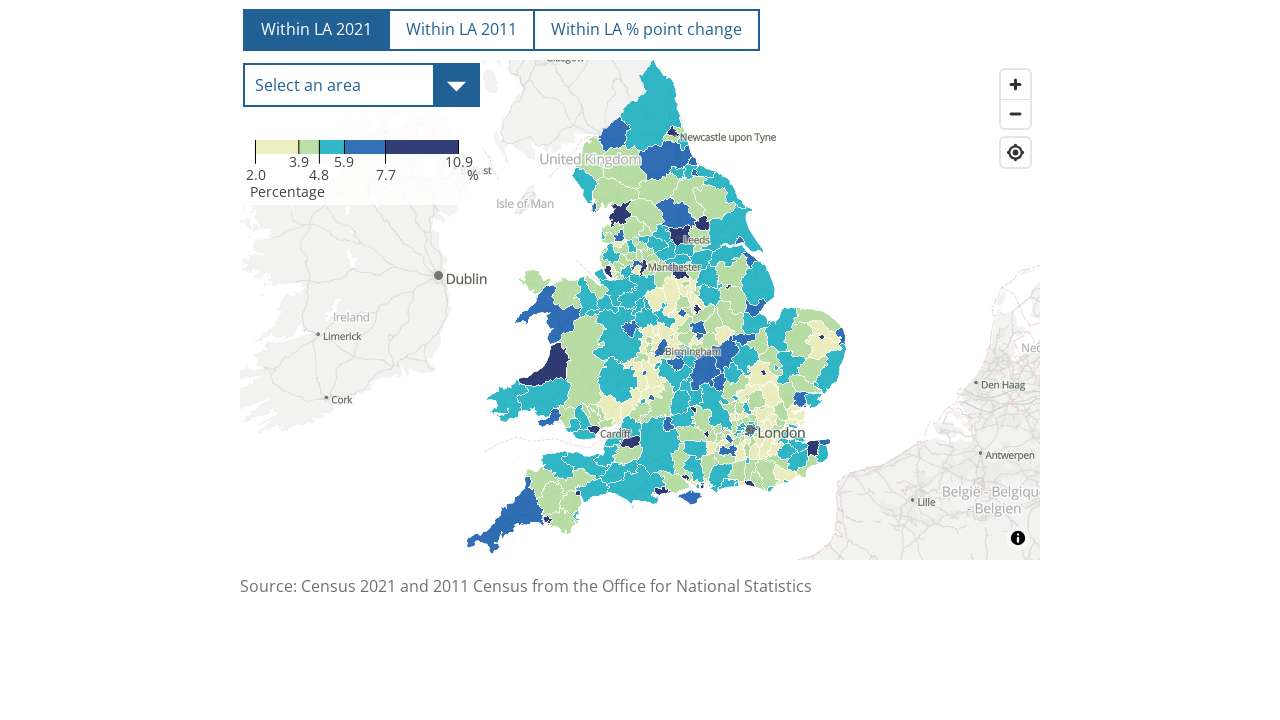 Within LA 2021
Within LA 2011
Within LA % point change
Select an area
Newcastle upon Tyne
United Kingdom
3.9
5.9
10.9
2.0
4.8
7.7
%
st
Percentage
Isle of Man
Leeds
Manchester
Dublin
Ireland
Limerick
Birmingham
Den Haag
Cork
Cardiff
London
Antwerpen
België - Belgique
- Belgien
Lille
Source: Census 2021 and 2011 Census from the Office for National Statistics